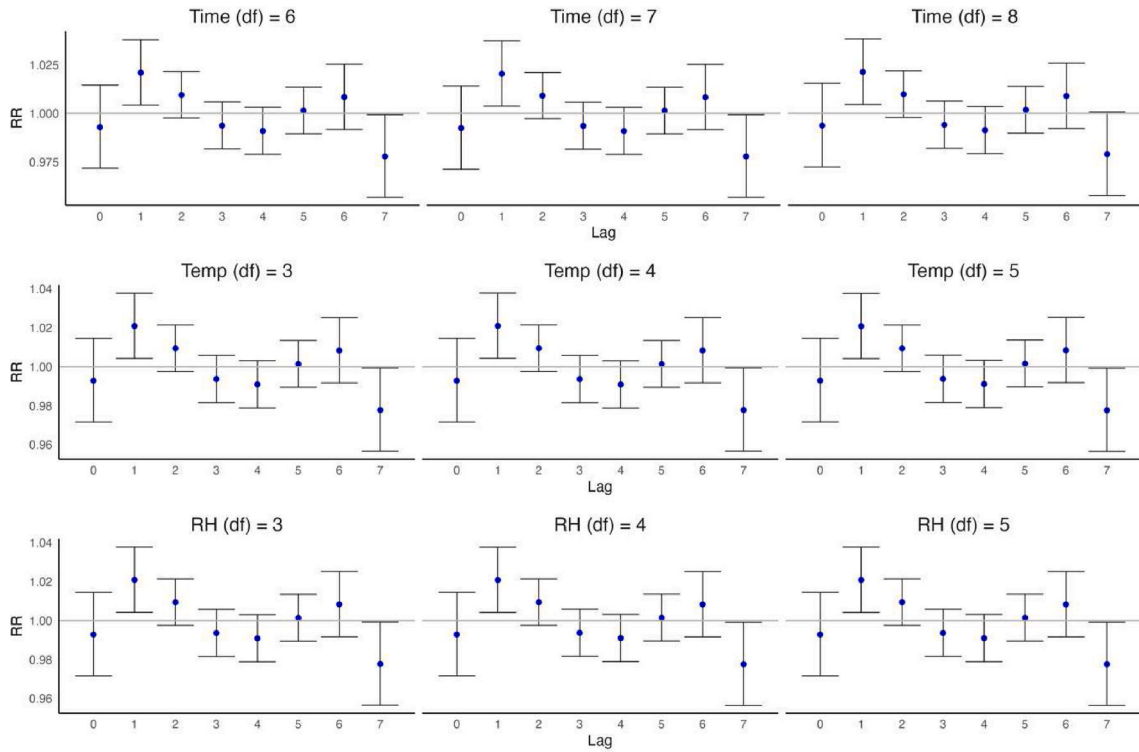 Time (df) = 6 Time (df) = 7 Time (df) = 8
1.025
1.000
0.975
RR
0 1 2 3 4 5 6 7 0 1 2 3 4 5 6 7 0 1 2 3 4 5 6 7
Lag
Temp (df) = 3 Temp (df) = 4 Temp (df) = 5
1.04
1.02
1.00
0.98
0.96
RR
0 1 2 3 4 5 6 7 0 1 2 3 4 5 6 7 0 1 2 3 4 5 6 7
Lag
RH (df) = 3 RH (df) = 4 RH (df) = 5
1.04
1.02
1.00
0.98
0.96
RR
0 1 2 3 4 5 6 7 0 1 2 3 4 5 6 7 0 1 2 3 4 5 6 7
Lag